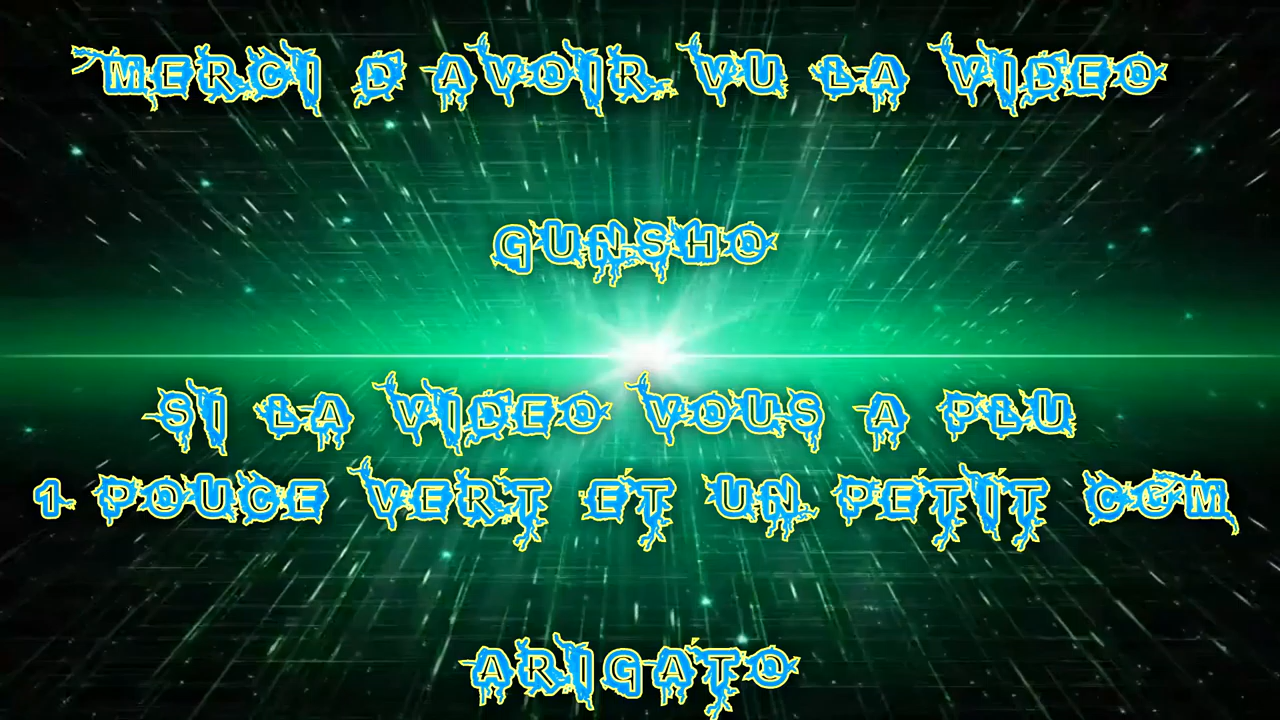 MERCI D AVOIR VU LA VIDEO
GUNSHO
SI LA VIDEO VOUS A PLU
1 POUCE VERT ET UN PETIT COM
ARIGATO